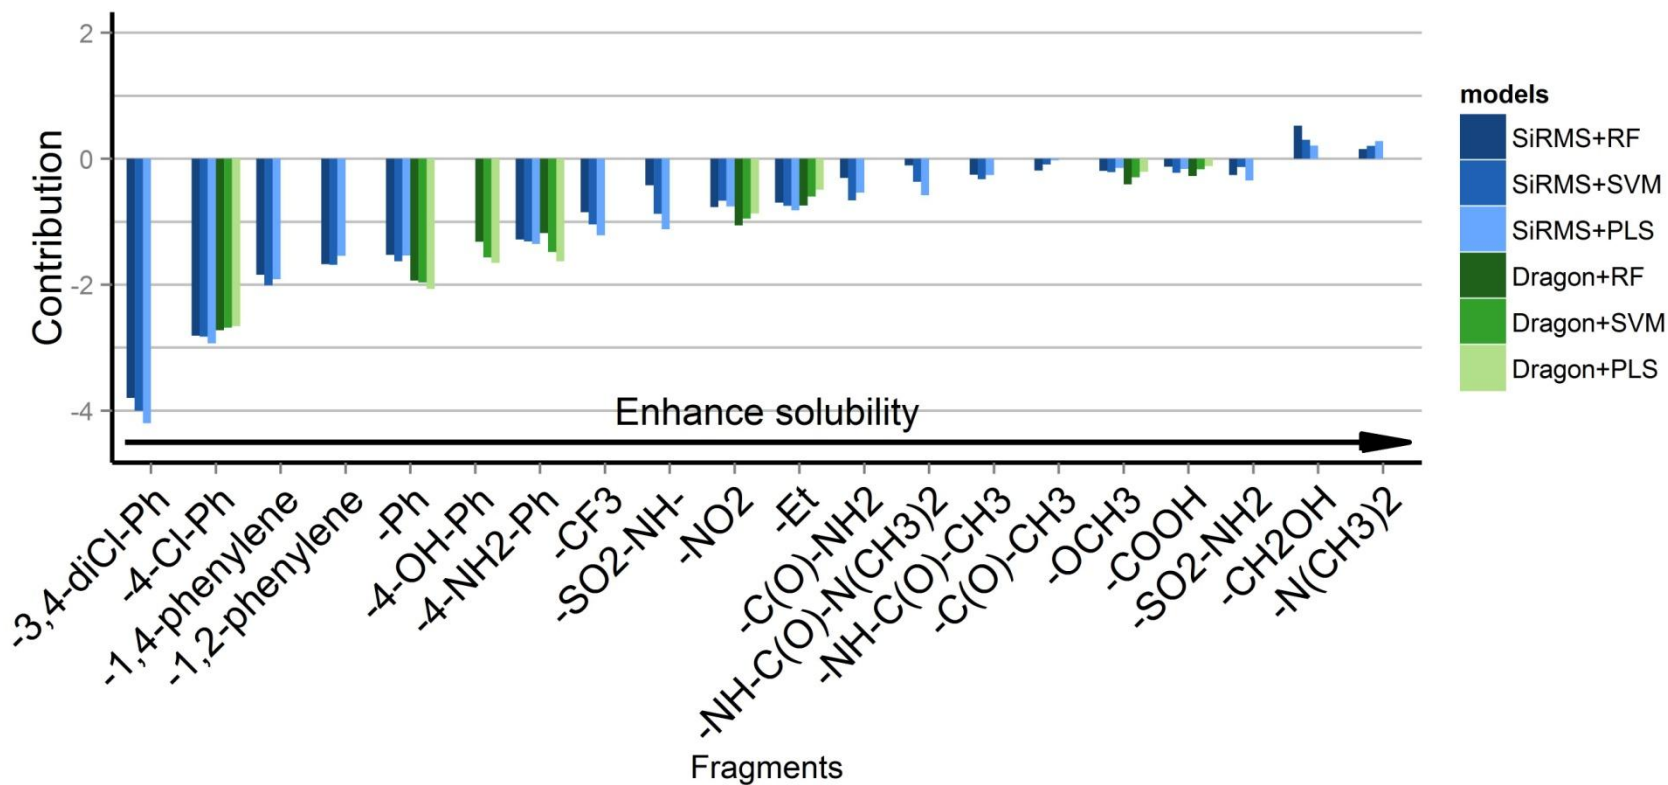 2
0
-2
-4
Contribution
Enhance solubility
-3,4-diCl-Ph
-4-Cl-Ph
-1,4-phenylene
-1,2-phenylene
-Ph
-4-OH-Ph
-4-NH2-Ph
-CF3
-SO2-NH-
-NO2
-Et
-C(O)-NH2
-NH-C(O)-N(CH3)2
-NH-C(O)-CH3
-C(O)-CH3
-OCH3
-COOH
-SO2-NH2
-CH2OH
-N(CH3)2
Fragments
models
SiRMS+RF
SiRMS+SVM
SiRMS+PLS
Dragon+RF
Dragon+SVM
Dragon+PLS